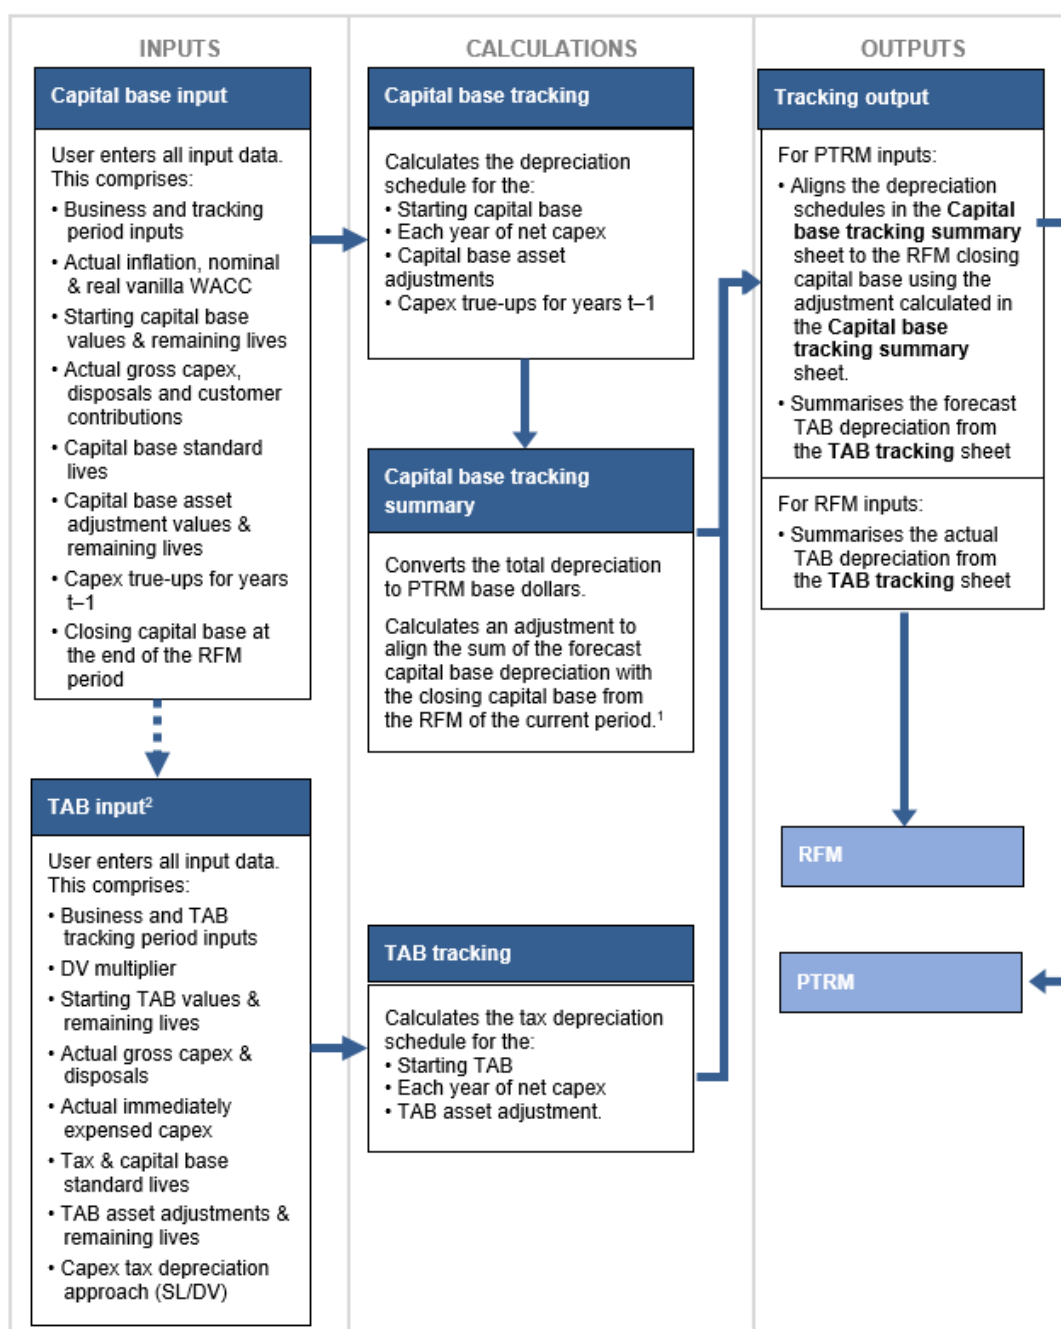 INPUTS
Capital base input
User enters all input data.
This comprises:
• Business and tracking
period inputs
• Actual inflation, nominal
& real vanilla WACC
• Starting capital base
values & remaining lives
• Actual gross capex,
disposals and customer
contributions
• Capital base standard
lives
• Capital base asset
adjustment values &
remaining lives
• Capex true-ups for years
t–1
• Closing capital base at
the end of the RFM
period
TAB input²
User enters all input data.
This comprises:
• Business and TAB
tracking period inputs
• DV multiplier
• Starting TAB values &
remaining lives
• Actual gross capex &
disposals
• Actual immediately
expensed capex
• Tax & capital base
standard lives
• TAB asset adjustments &
remaining lives
• Capex tax depreciation
approach (SL/DV)
CALCULATIONS
Capital base tracking
Calculates the depreciation
schedule for the:
• Starting capital base
• Each year of net capex
• Capital base asset
adjustments
• Capex true-ups for years t–1
Capital base tracking
summary
Converts the total depreciation
to PTRM base dollars.
Calculates an adjustment to
align the sum of the forecast
capital base depreciation with
the closing capital base from
the RFM of the current period.¹
TAB tracking
Calculates the tax depreciation
schedule for the:
• Starting TAB
• Each year of net capex
• TAB asset adjustment.
OUTPUTS
Tracking output
For PTRM inputs:
• Aligns the depreciation
schedules in the Capital
base tracking summary
sheet to the RFM closing
capital base using the
adjustment calculated in
the Capital base
tracking summary
sheet.
• Summarises the forecast
TAB depreciation from
the TAB tracking sheet
For RFM inputs:
• Summarises the actual
TAB depreciation from
the TAB tracking sheet
RFM
PTRM